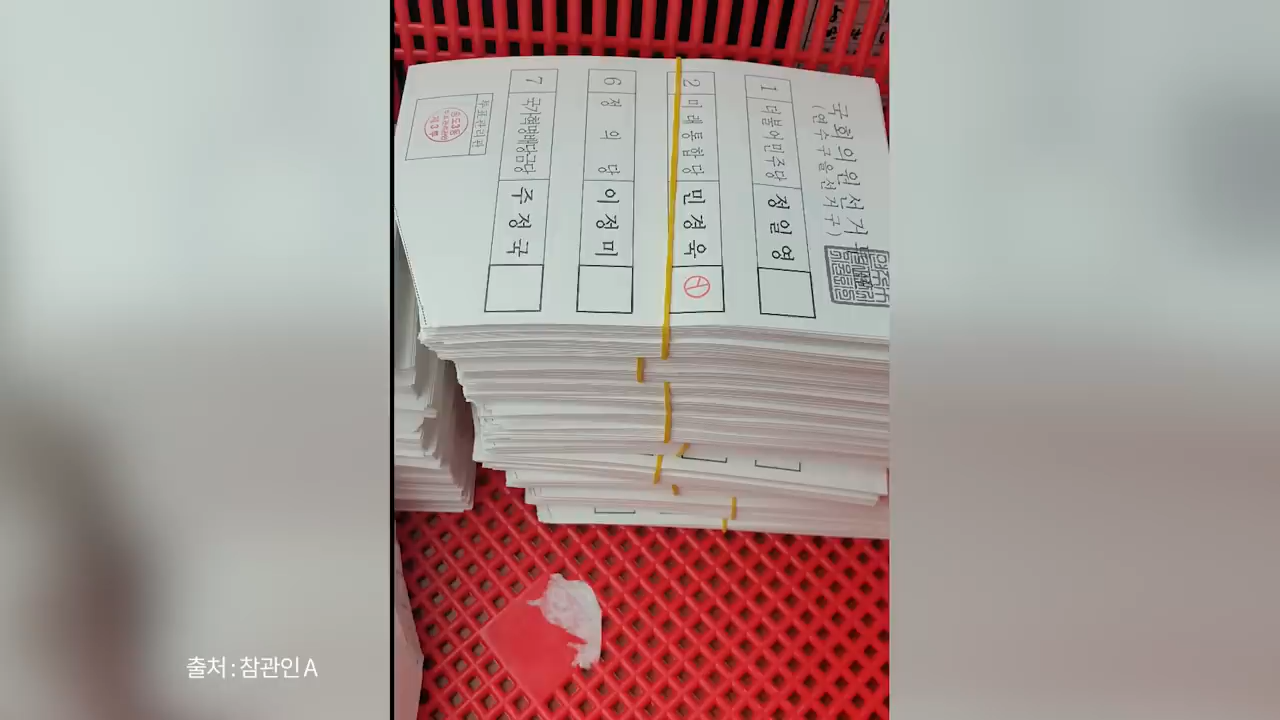 국회의원선거
(연수구을선거구)
1 더불어민주당 정일영
2 미래통합당 민경욱
6 정의당 이정미
7 국가혁명배당금당 주정국
투표관리관
출처 : 참관인 A